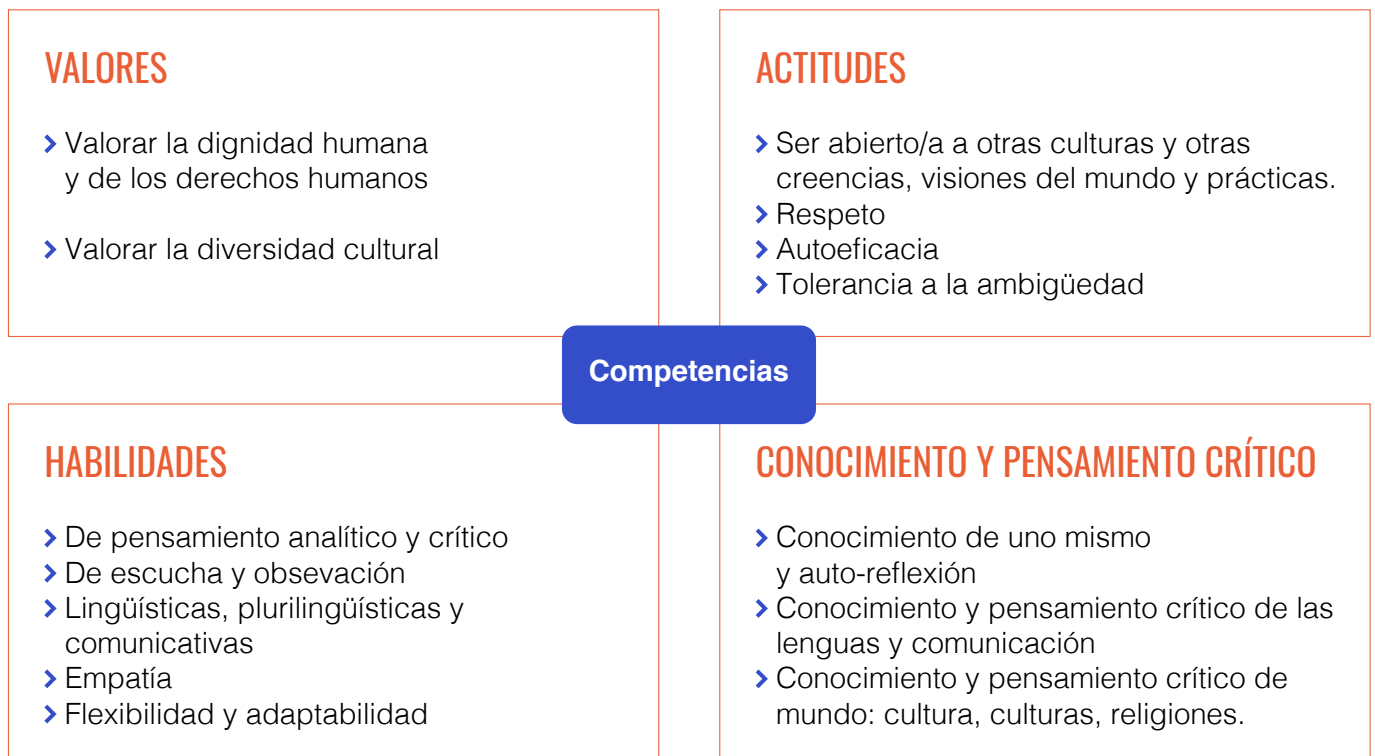 VALORES
Valorar la dignidad humana
y de los derechos humanos
Valorar la diversidad cultural
ACTITUDES
Ser abierto/a a otras culturas y otras
creencias, visiones del mundo y prácticas.
Respeto
Autoeficacia
Tolerancia a la ambigüedad
Competencias
HABILIDADES
De pensamiento analítico y crítico
De escucha y obsevación
Lingüísticas, plurilingüísticas y
comunicativas
Empatía
Flexibilidad y adaptabilidad
CONOCIMIENTO Y PENSAMIENTO CRÍTICO
Conocimiento de uno mismo
y auto-reflexión
Conocimiento y pensamiento crítico de las
lenguas y comunicación
Conocimiento y pensamiento crítico de
mundo: cultura, culturas, religiones.